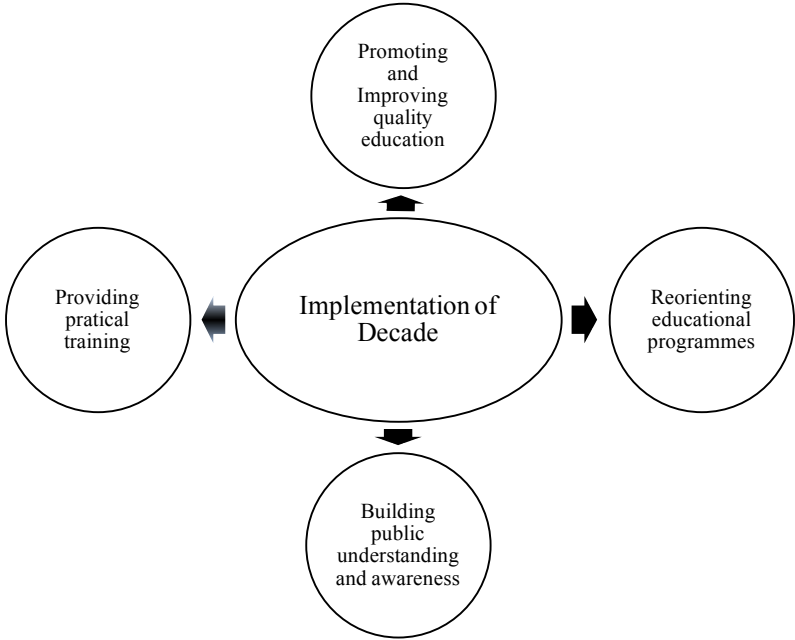 Promoting
and
Improving
quality
education
Implementation of
Decade
Providing
pratical
training
Reorienting
educational
programmes
Building
public
understanding
and awareness